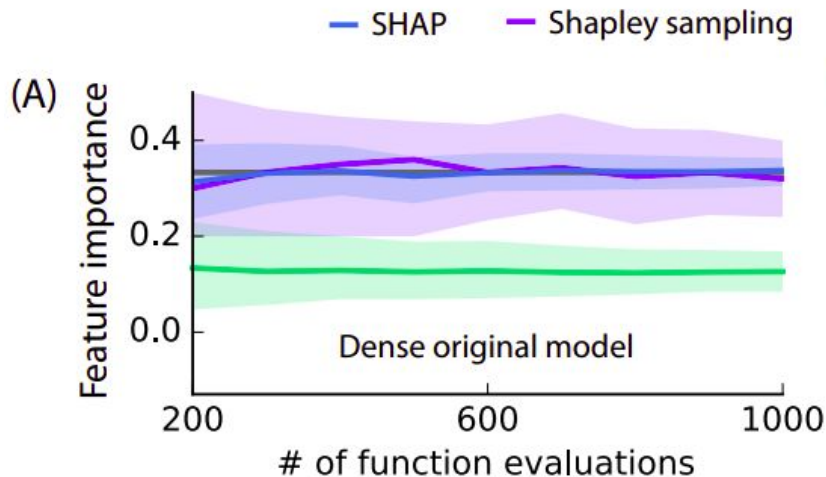 SHAP Shapley sampling
(A)
Feature importance
0.4
0.2
0.0
Dense original model
200 600 1000
# of function evaluations